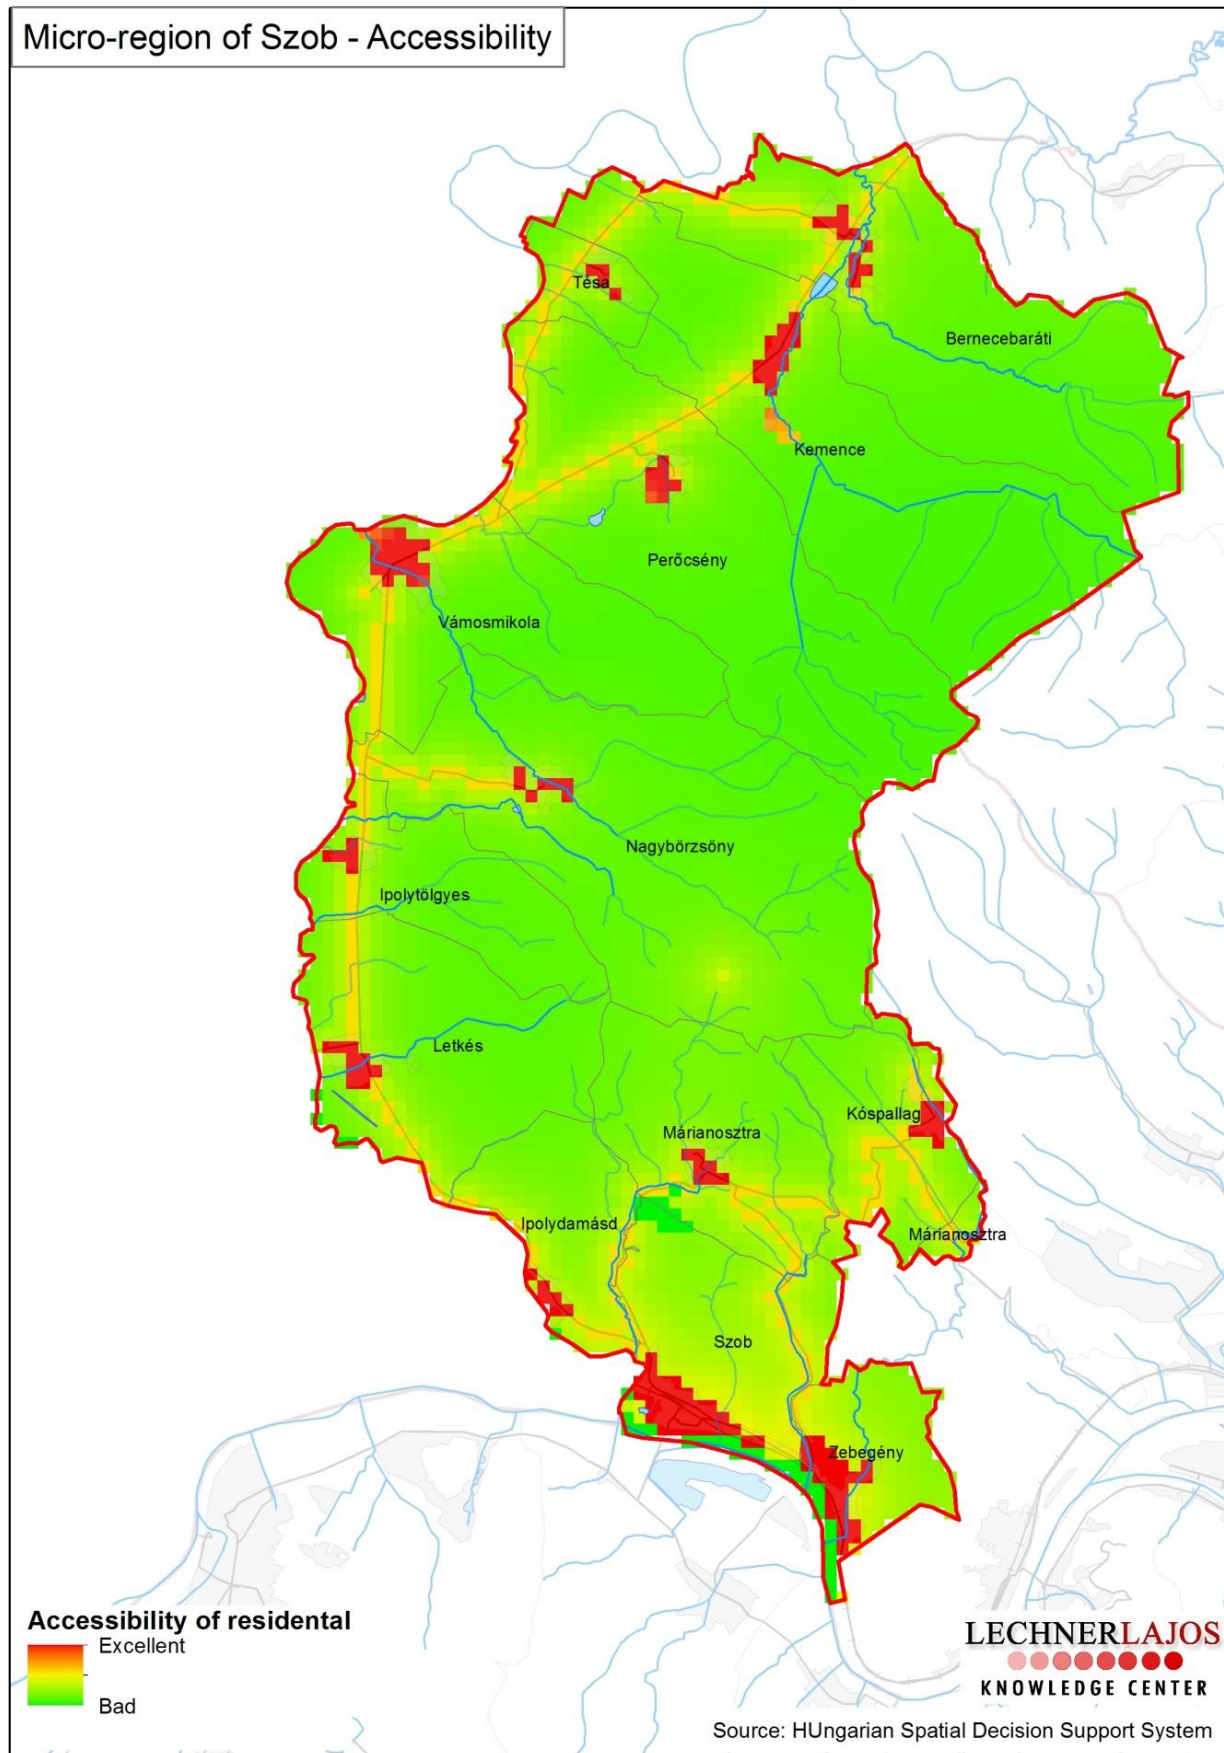 Micro-region of Szob - Accessibility
Tésa
Bernecebaráti
Kemence
Perőcsény
Vámosmikola
Nagybörzsöny
Ipolytölgyes
Letkés
Kóspallag
Márianosztra
Ipolydamásd
Márianosztra
Szob
Zebegény
Accessibility of residental
Excellent
Bad
LECHNERLAJOS
KNOWLEDGE CENTER
Source: HUngarian Spatial Decision Support System